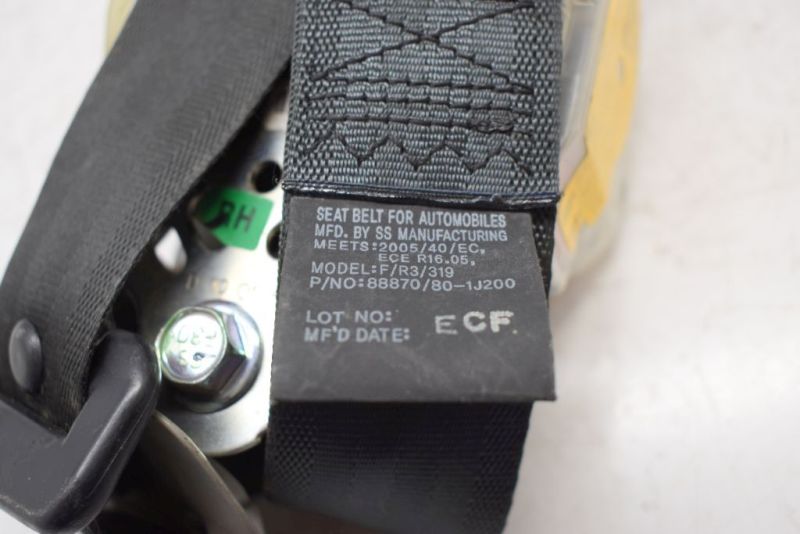 RH
SEAT BELT FOR AUTOMOBILES
MFD. BY SS MANUFACTURING
MEETS:2005/40/EC,
ECE R16.05,
MODEL:F/R3/319
P/NO:88870/80-1J200
LOT NO:
MF'D DATE:
ECF.